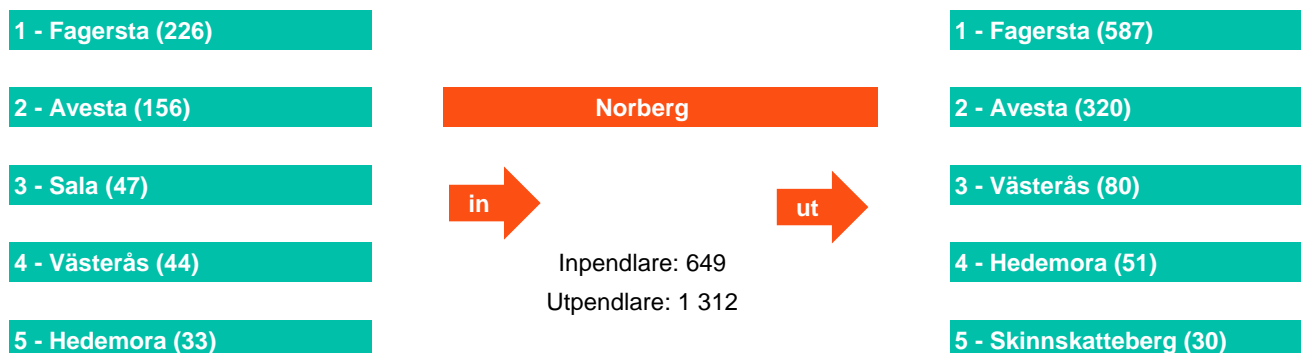 1 - Fagersta (226)
2 - Avesta (156)
3 - Sala (47)
4 - Västerås (44)
5 - Hedemora (33)
Norberg
in
ut
Inpendlare: 649
Utpendlare: 1 312
1 - Fagersta (587)
2 - Avesta (320)
3 - Västerås (80)
4 - Hedemora (51)
5 - Skinnskatteberg (30)